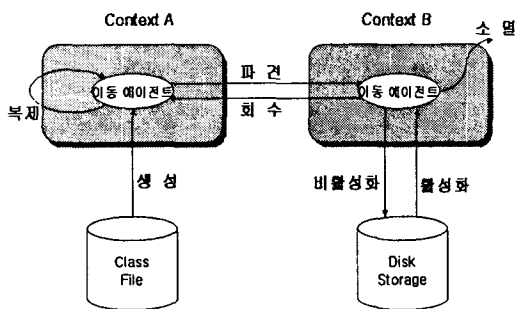 Context A
Context B
소 멸
파 견
이동 에이전트
이동 에이전트
복제
회 수
생 성
비활성화
활성화
Class
File
Disk
Storage